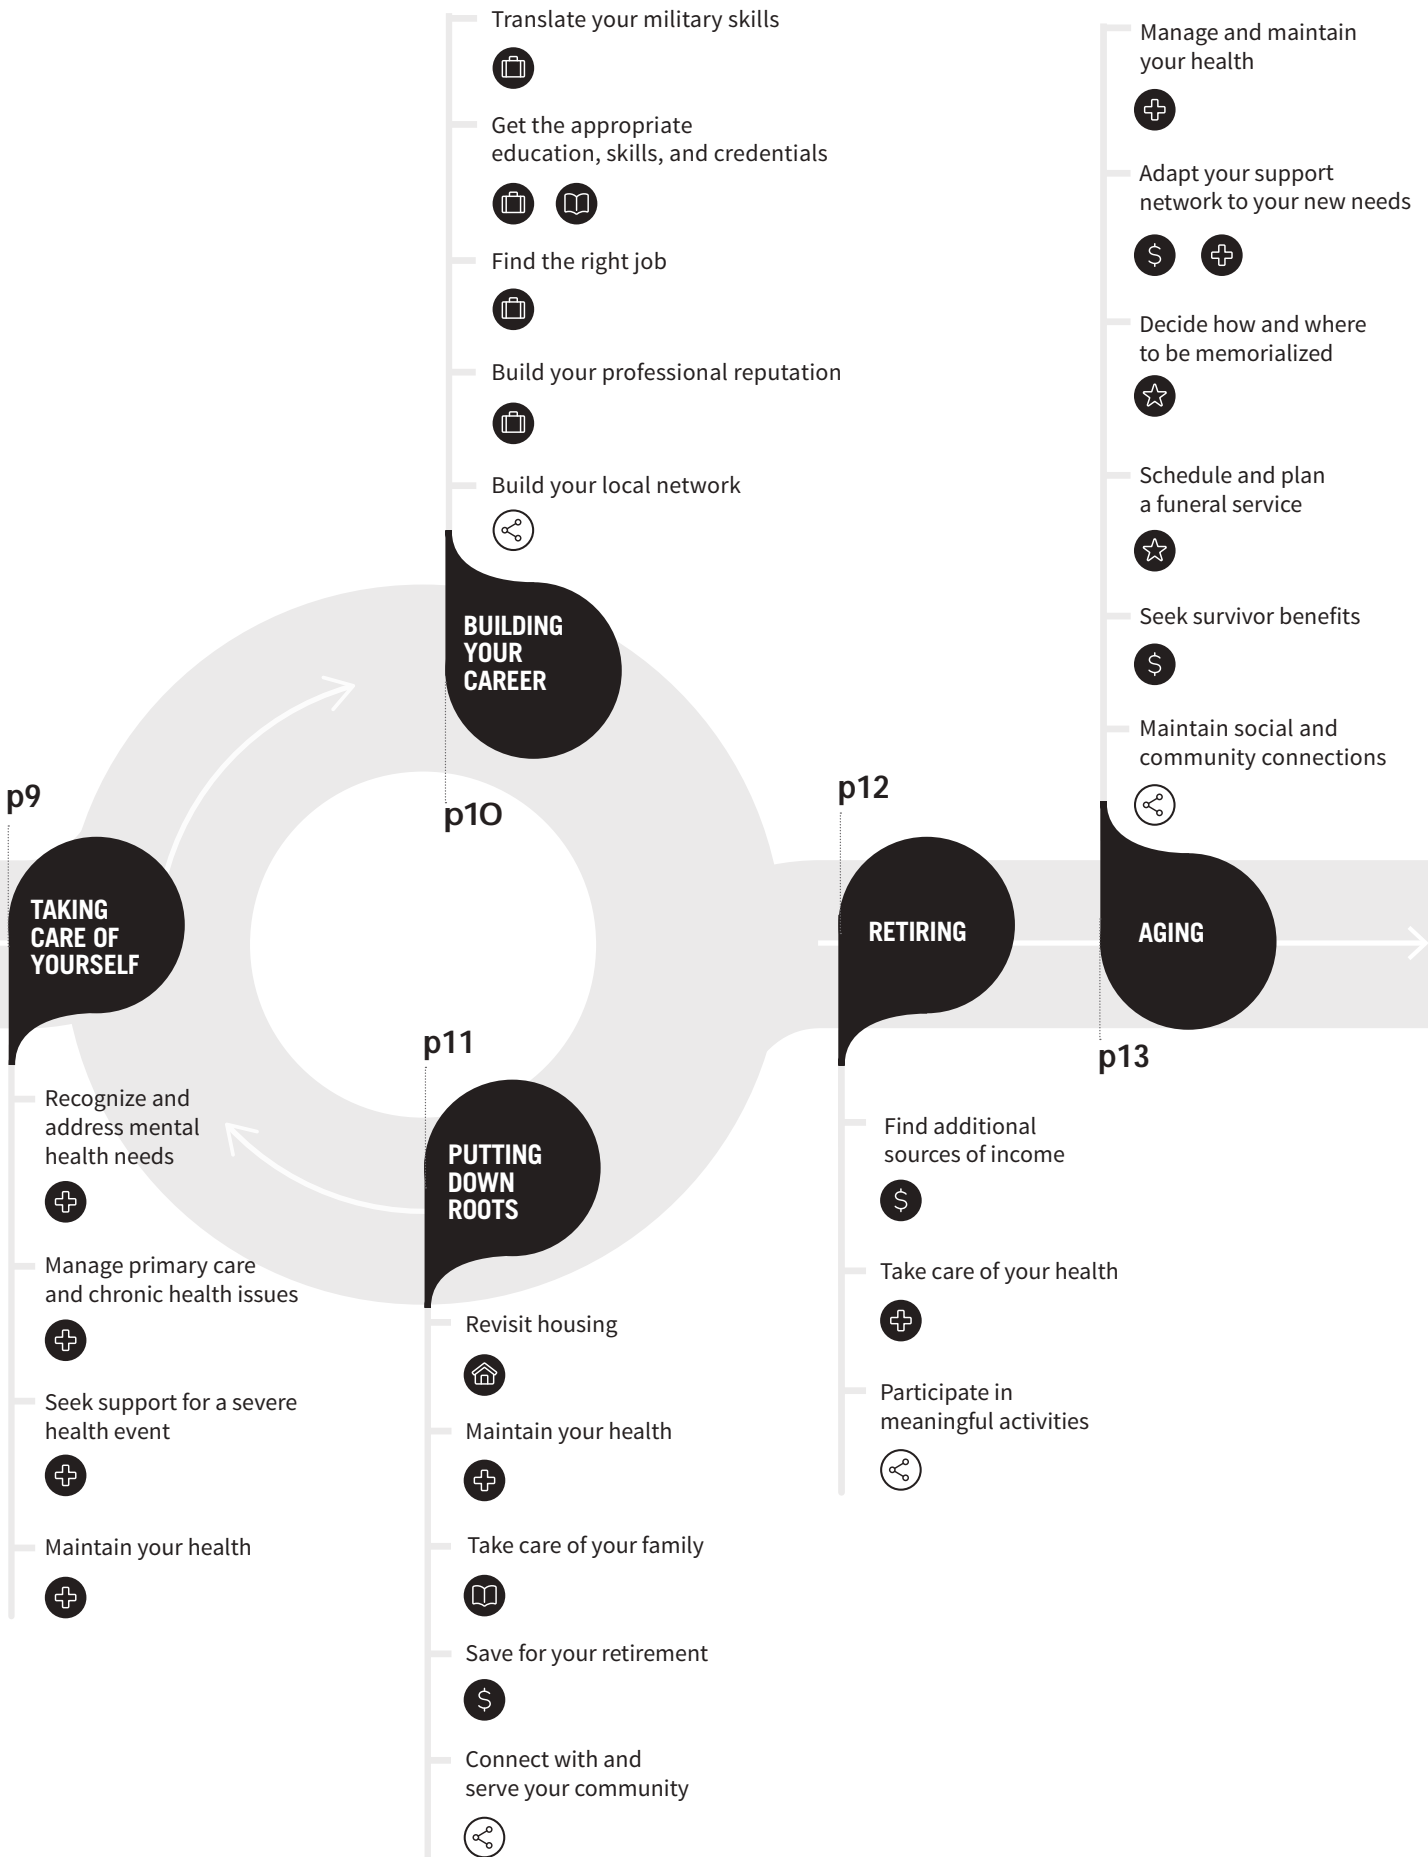 Translate your military skills
Get the appropriate
education, skills, and credentials
Find the right job
Build your professional reputation
Build your local network
BUILDING
YOUR
CAREER
p10
Manage and maintain
your health
Adapt your support
network to your new needs
$
Decide how and where
to be memorialized
Schedule and plan
a funeral service
Seek survivor benefits
$
Maintain social and
community connections
AGING
p13
p9
TAKING
CARE OF
YOURSELF
Recognize and
address mental
health needs
Manage primary care
and chronic health issues
Seek support for a severe
health event
Maintain your health
p11
PUTTING
DOWN
ROOTS
Revisit housing
Maintain your health
Take care of your family
Save for your retirement
$
Connect with and
serve your community
p12
RETIRING
Find additional
sources of income
$
Take care of your health
Participate in
meaningful activities